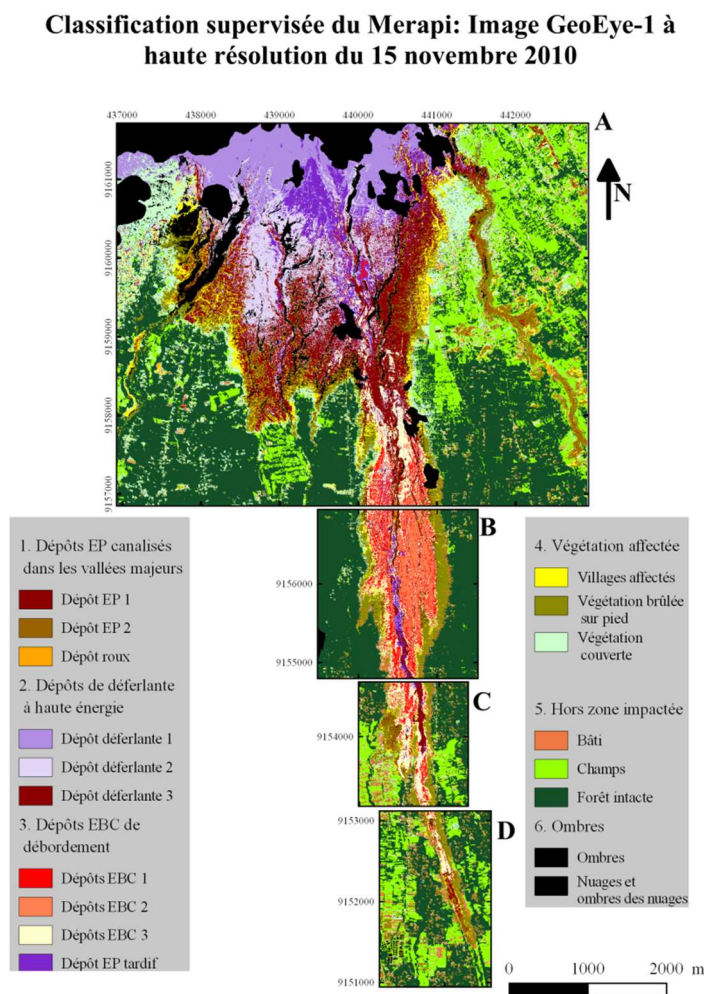 Classification supervisée du Merapi: Image GeoEye-1 à
haute résolution du 15 novembre 2010
437000 438000 439000 440000 441000 442000
A
N
9161000
9160000
9159000
9158000
9157000
B
9156000
9155000
C
9154000
D
9153000
9152000
9151000
1. Dépôts EP canalisés
dans les vallées majeurs
Dépôt EP 1
Dépôt EP 2
Dépôt roux
2. Dépôts de déferlante
à haute énergie
Dépôt déferlante 1
Dépôt déferlante 2
Dépôt déferlante 3
3. Dépôts EBC de
débordement
Dépôts EBC 1
Dépôts EBC 2
Dépôts EBC 3
Dépôt EP tardif
4. Végétation affectée
Villages affectés
Végétation brûlée
sur pied
Végétation
couverte
5. Hors zone impactée
Bâti
Champs
Forêt intacte
6. Ombres
Ombres
Nuages et
ombres des nuages
0 1000 2000 m